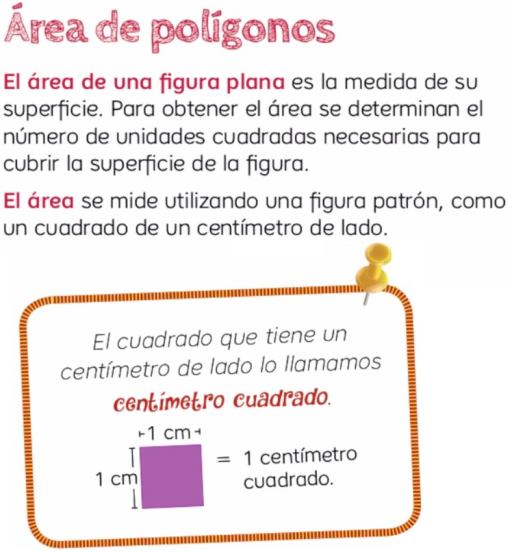 Área de polígonos
El área de una figura plana es la medida de su
superficie. Para obtener el área se determinan el
número de unidades cuadradas necesarias para
cubrir la superficie de la figura.
El área se mide utilizando una figura patrón, como
un cuadrado de un centímetro de lado.
El cuadrado que tiene un
centímetro de lado lo llamamos
centímetro cuadrado.
1 cm
1 cm
= 1 centímetro
cuadrado.